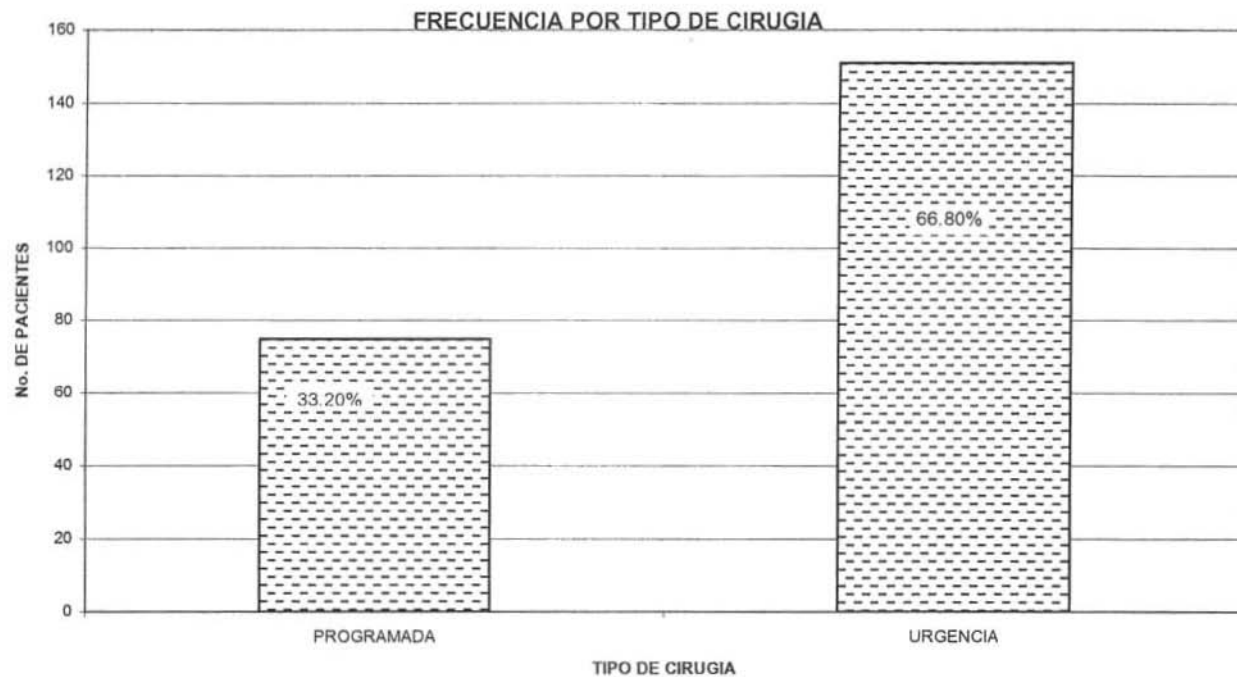 FRECUENCIA POR TIPO DE CIRUGIA
160
140
120
100
80
60
40
20
0
No. DE PACIENTES
33.20%
66.80%
PROGRAMADA
URGENCIA
TIPO DE CIRUGIA